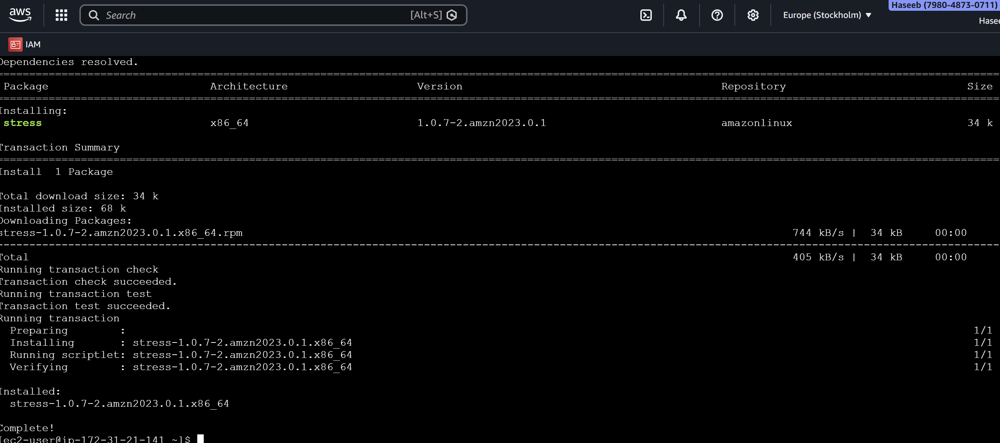 aws
Search [Alt+S]
Europe (Stockholm)
Haseeb (7980-4873-0711)
Hasee
IAM
Dependencies resolved.
================================================================================
Package Architecture Version Repository Size
================================================================================
Installing:
stress x86_64 1.0.7-2.amzn2023.0.1 amazonlinux 34 k
Transaction Summary
================================================================================
Install 1 Package
Total download size: 34 k
Installed size: 68 k
Downloading Packages:
stress-1.0.7-2.amzn2023.0.1.x86_64.rpm 744 kB/s | 34 kB 00:00
--------------------------------------------------------------------------------
Total 405 kB/s | 34 kB 00:00
Running transaction check
Transaction check succeeded.
Running transaction test
Transaction test succeeded.
Running transaction
Preparing : 1/1
Installing : stress-1.0.7-2.amzn2023.0.1.x86_64 1/1
Running scriptlet: stress-1.0.7-2.amzn2023.0.1.x86_64 1/1
Verifying : stress-1.0.7-2.amzn2023.0.1.x86_64 1/1
Installed:
stress-1.0.7-2.amzn2023.0.1.x86_64
Complete!
[ec2-user@ip-172-31-21-141 ~]$